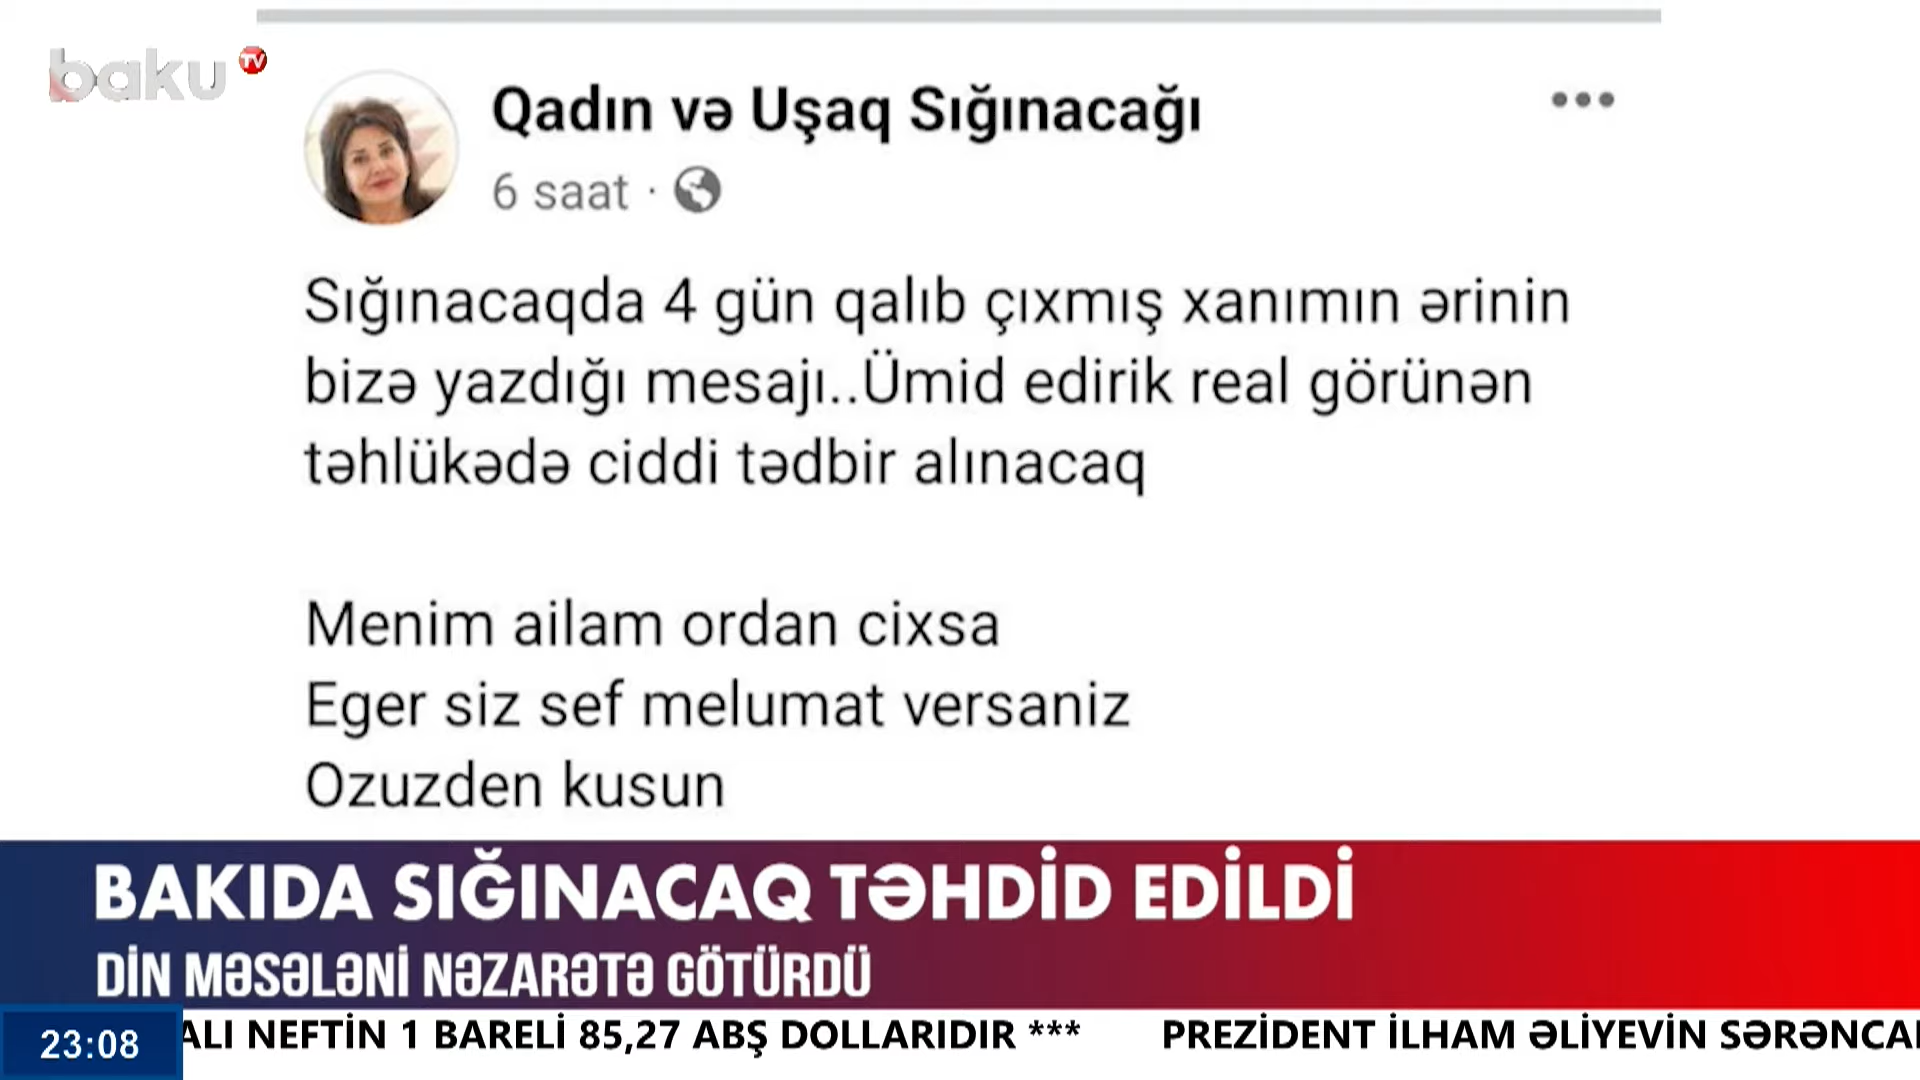 baku TV
Qadın və Uşaq Sığınacağı
6 saat ·
Sığınacaqda 4 gün qalıb çıxmış xanımın ərinin
bizə yazdığı mesajı..Ümid edirik real görünən
təhlükədə ciddi tədbir alınacaq
Menim ailam ordan cixsa
Eger siz sef melumat versaniz
Ozuzden kusun
BAKIDA SIĞINACAQ TƏHDİD EDİLDİ
DİN MƏSƏLƏNİ NƏZARƏTƏ GÖTÜRDÜ
23:08 ALI NEFTİN 1 BARELİ 85,27 ABŞ DOLLARIDIR *** PREZİDENT İLHAM ƏLİYEVİN SƏRƏNCA